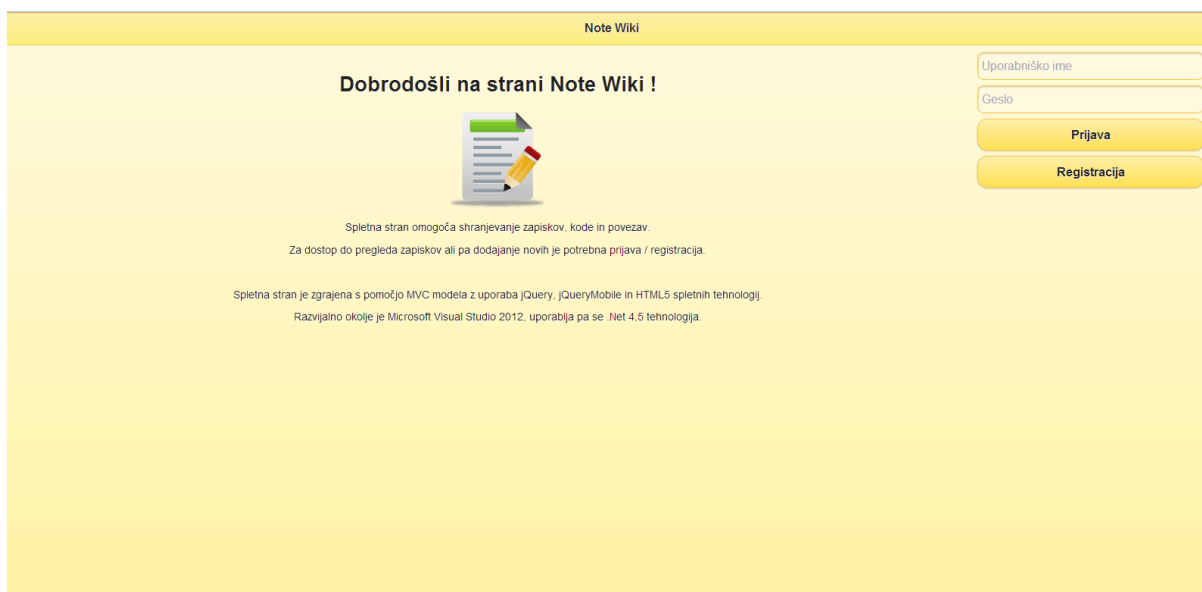 Note Wiki
Dobrodošli na strani Note Wiki !
Spletna stran omogoča shranjevanje zapiskov, kode in povezav.
Za dostop do pregleda zapiskov ali pa dodajanje novih je potrebna prijava / registracija.
Spletna stran je zgrajena s pomočjo MVC modela z uporaba jQuery, jQueryMobile in HTML5 spletnih tehnologij.
Razvijalno okolje je Microsoft Visual Studio 2012, uporablja pa se .Net 4,5 tehnologija.
Uporabniško ime
Geslo
Prijava
Registracija